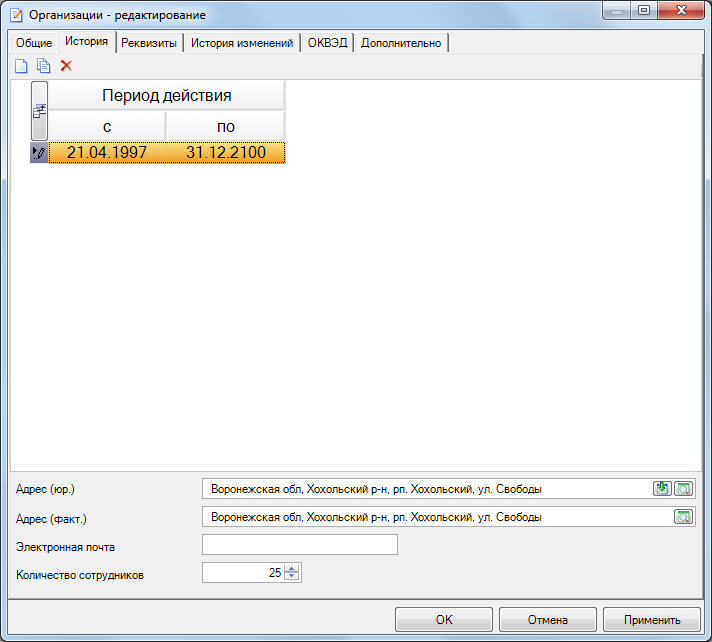 Организации - редактирование
Общие История Реквизиты История изменений ОКВЭД Дополнительно
Период действия
с по
21.04.1997 31.12.2100
Адрес (юр.) Воронежская обл, Хохольский р-н, рп. Хохольский, ул. Свободы
Адрес (факт.) Воронежская обл, Хохольский р-н, рп. Хохольский, ул. Свободы
Электронная почта
Количество сотрудников 25
OK Отмена Применить